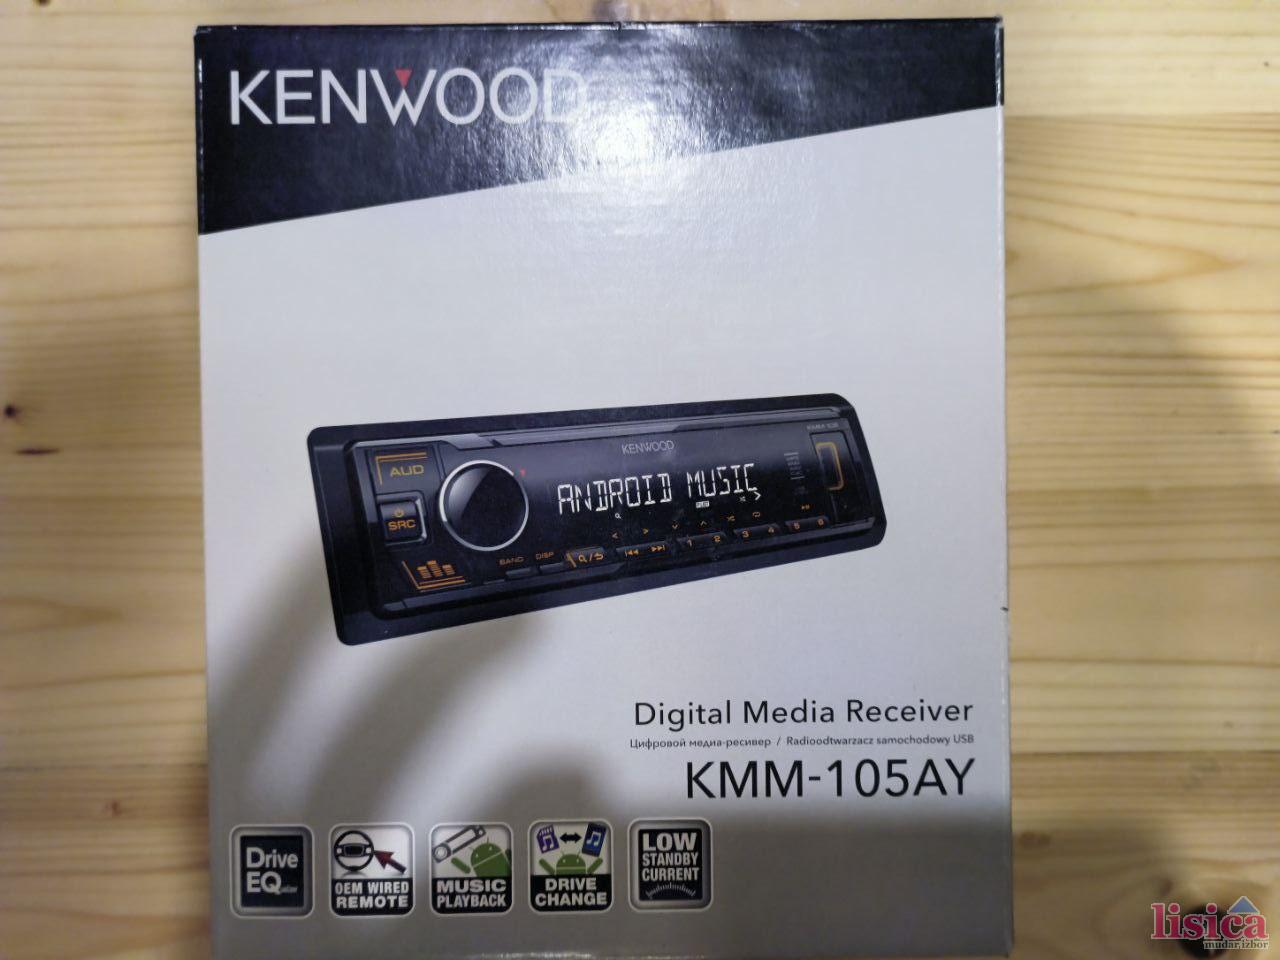 KENWOOD
KENWOOD
AUD
ANDROID MUSIC
SRC
BAND DISP
1 2 3 4 5 6
Digital Media Receiver
Цифровой медиа-ресивер / Radioodtwarzacz samochodowy USB
KMM-105AY
Drive
EQ
OEM WIRED
REMOTE
MUSIC
PLAYBACK
DRIVE
CHANGE
LOW
STANDBY
CURRENT
lisica
mudar izbor